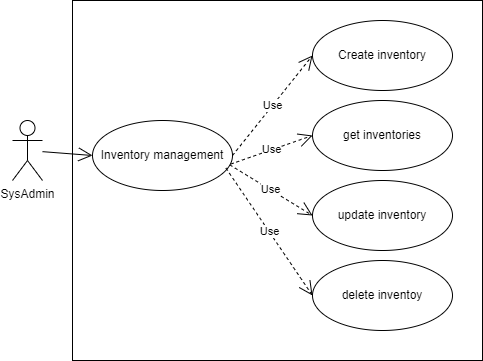 Create inventory
Use
get inventories
Inventory management
Use
SysAdmin
Use
update inventory
Use
delete inventoy